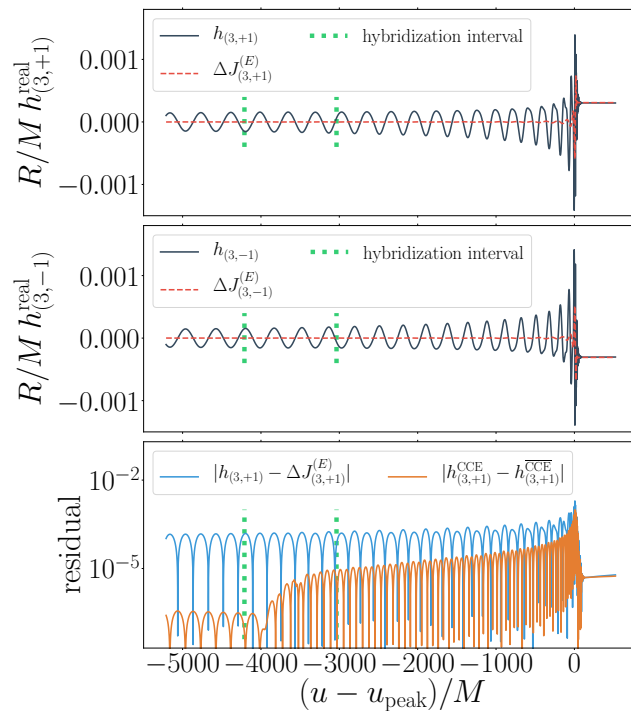 h_{(3,+1)} hybridization interval
ΔJ^{(E)}_{(3,+1)}
R/M h^{real}_{(3,+1)}
0.001
0.000
−0.001
h_{(3,−1)} hybridization interval
ΔJ^{(E)}_{(3,−1)}
R/M h^{real}_{(3,−1)}
0.001
0.000
−0.001
|h_{(3,+1)} − ΔJ^{(E)}_{(3,+1)}| |h^{CCE}_{(3,+1)} − h^{\overline{CCE}}_{(3,+1)}|
residual
10^{−2}
10^{−5}
−5000 −4000 −3000 −2000 −1000 0
(u − u_{peak})/M